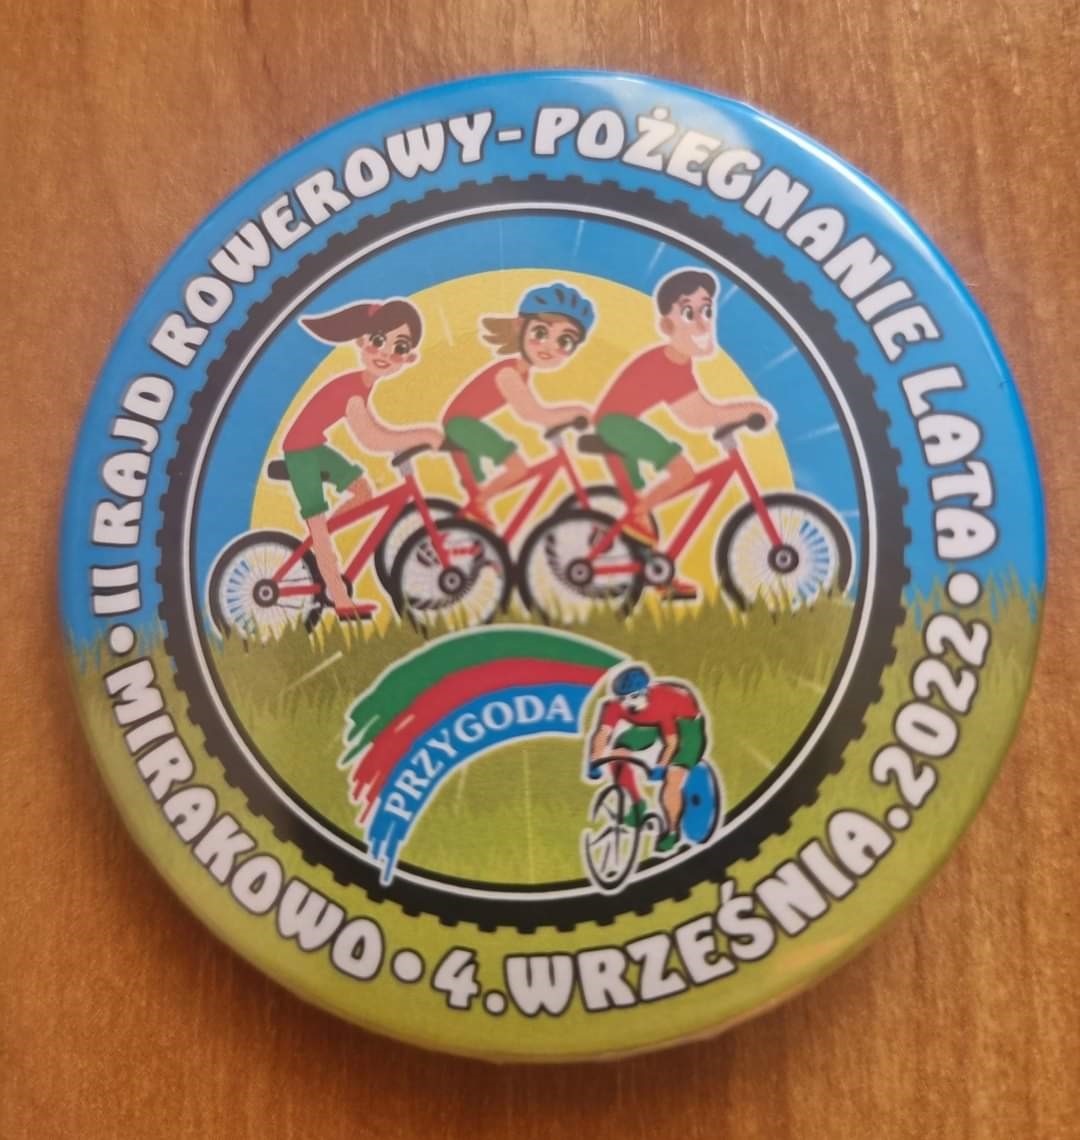 II RAJD ROWEROWY-POŻEGNANIE LATA
• MIRAKOWO • 4.WRZEŚNIA.2022 •
PRZYGODA